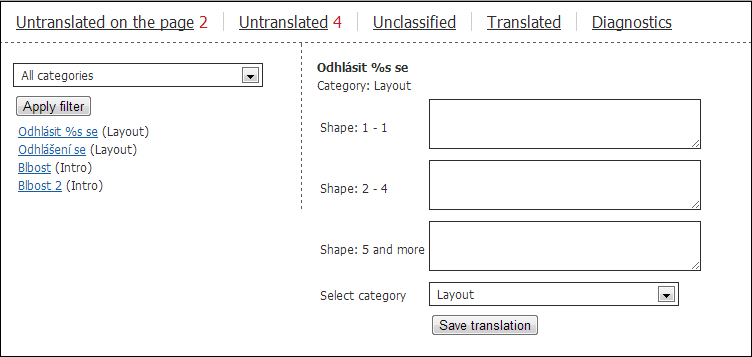 Untranslated on the page 2 Untranslated 4 Unclassified Translated Diagnostics
All categories
Apply filter
Odhlásit %s se (Layout)
Odhlášení se (Layout)
Blbost (Intro)
Blbost 2 (Intro)
Odhlásit %s se
Category: Layout
Shape: 1 - 1
Shape: 2 - 4
Shape: 5 and more
Select category Layout
Save translation